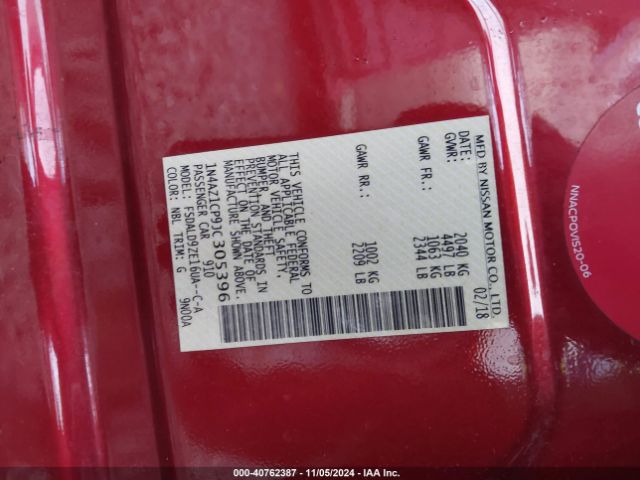 MFD BY NISSAN MOTOR CO., LTD.
DATE: 02/18
GVWR: 2040 KG
4497 LB
GAWR FR: 1063 KG
2344 LB
GAWR RR: 1002 KG
2209 LB
THIS VEHICLE CONFORMS TO
ALL APPLICABLE FEDERAL
MOTOR VEHICLE SAFETY,
BUMPER, AND THEFT
PREVENTION STANDARDS IN
EFFECT ON THE DATE OF
MANUFACTURE SHOWN ABOVE.
1N4AZ1CP9JC305396
PASSENGER CAR 910
FSDALD9ZE16UA--C-A
COLOR: NBL TRIM: G 9N00A
NNACPOVIS20-06
000-40762387 - 11/05/2024 - IAA Inc.